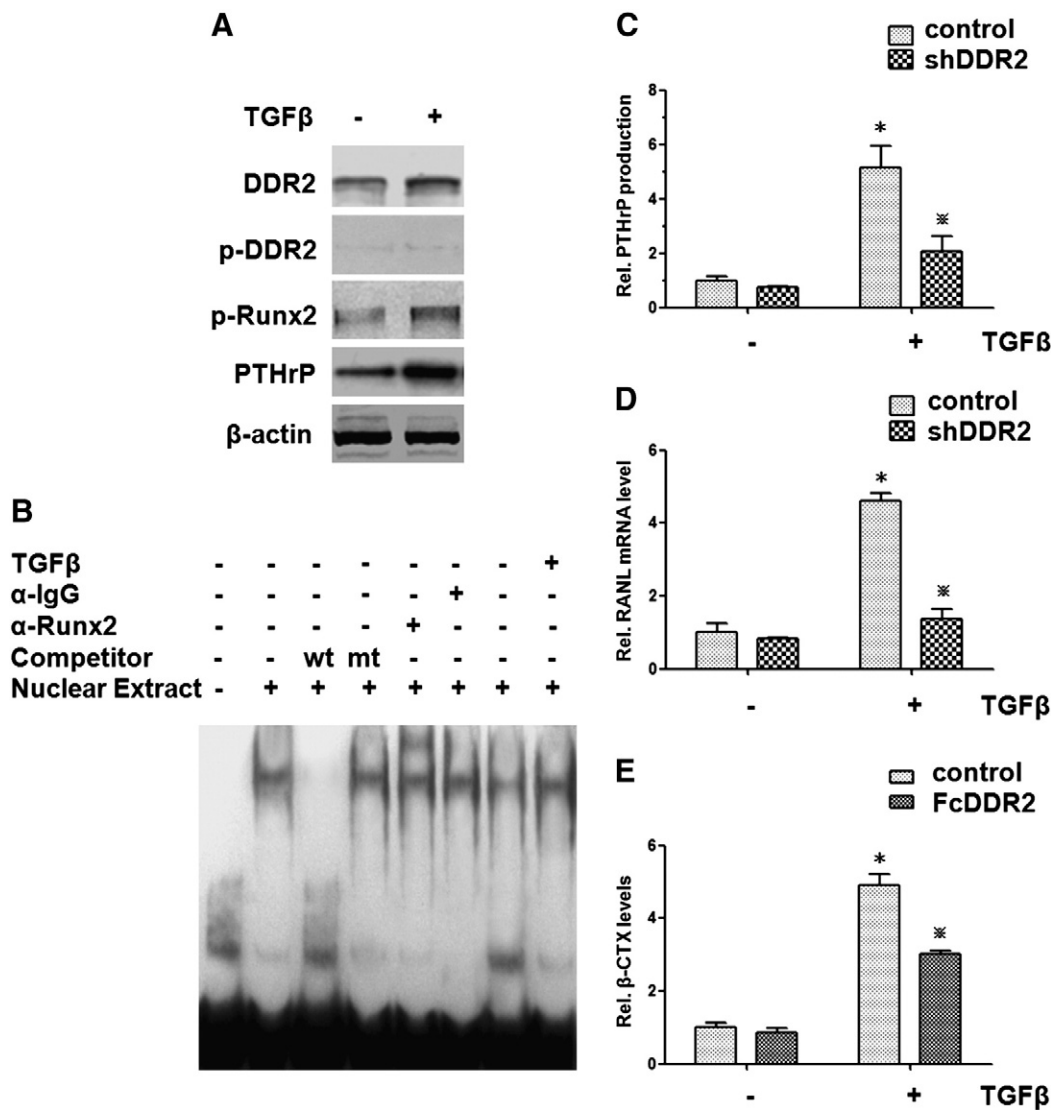 A
TGFβ - +
DDR2
p-DDR2
p-Runx2
PTHrP
β-actin
B
TGFβ - - - - - - - +
α-IgG - - - - - + - -
α-Runx2 - - - - + - - -
Competitor - - wt mt - - - -
Nuclear Extract - + + + + + + +
C
control
shDDR2
Rel. PTHrP production
8
6
4
2
0
*
※
- + TGFβ
D
control
shDDR2
Rel. RANL mRNA level
6
4
2
0
*
※
- + TGFβ
E
control
FcDDR2
Rel. β-CTX levels
6
4
2
0
*
※
- + TGFβ